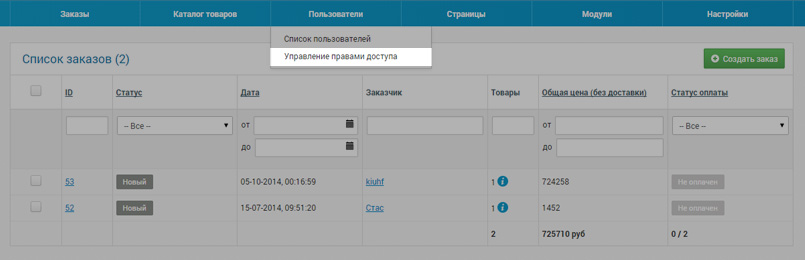 Заказы Каталог товаров Пользователи Страницы Модули Настройки
Список пользователей
Управление правами доступа
Список заказов (2) Создать заказ
ID Статус Дата Заказчик Товары Общая цена (без доставки) Статус оплаты
-- Все -- от от -- Все --
до до
53 Новый 05-10-2014, 00:16:59 kiuhf 1 i 724258 Не оплачен
52 Новый 15-07-2014, 09:51:20 Стас 1 i 1452 Не оплачен
2 725710 руб 0 / 2